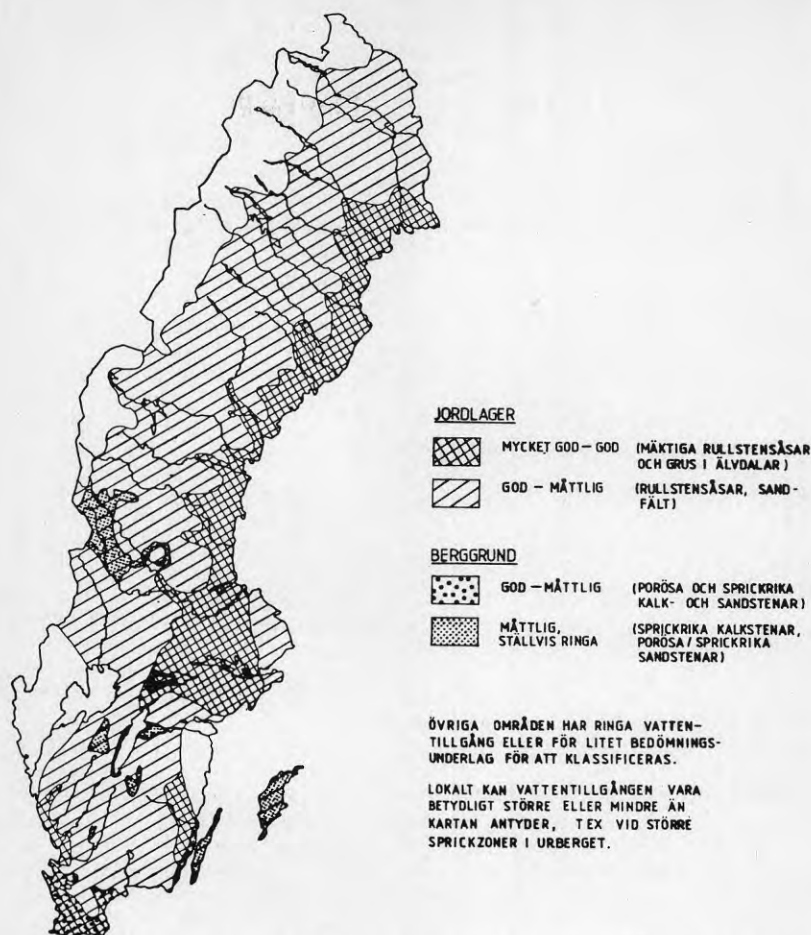 JORDLAGER
MYCKET GOD – GOD (MÄKTIGA RULLSTENSÅSAR
OCH GRUS I ÄLVDALAR)
GOD – MÅTTLIG (RULLSTENSÅSAR, SAND-
FÄLT)
BERGGRUND
GOD – MÅTTLIG (PORÖSA OCH SPRICKRIKA
KALK- OCH SANDSTENAR)
MÅTTLIG, (SPRICKRIKA KALKSTENAR,
STÄLLVIS RINGA PORÖSA/SPRICKRIKA
SANDSTENAR)
ÖVRIGA OMRÅDEN HAR RINGA VATTEN-
TILLGÅNG ELLER FÖR LITET BEDÖMNINGS-
UNDERLAG FÖR ATT KLASSIFICERAS.
LOKALT KAN VATTENTILLGÅNGEN VARA
BETYDLIGT STÖRRE ELLER MINDRE ÄN
KARTAN ANTYDER, TEX VID STÖRRE
SPRICKZONER I URBERGET.